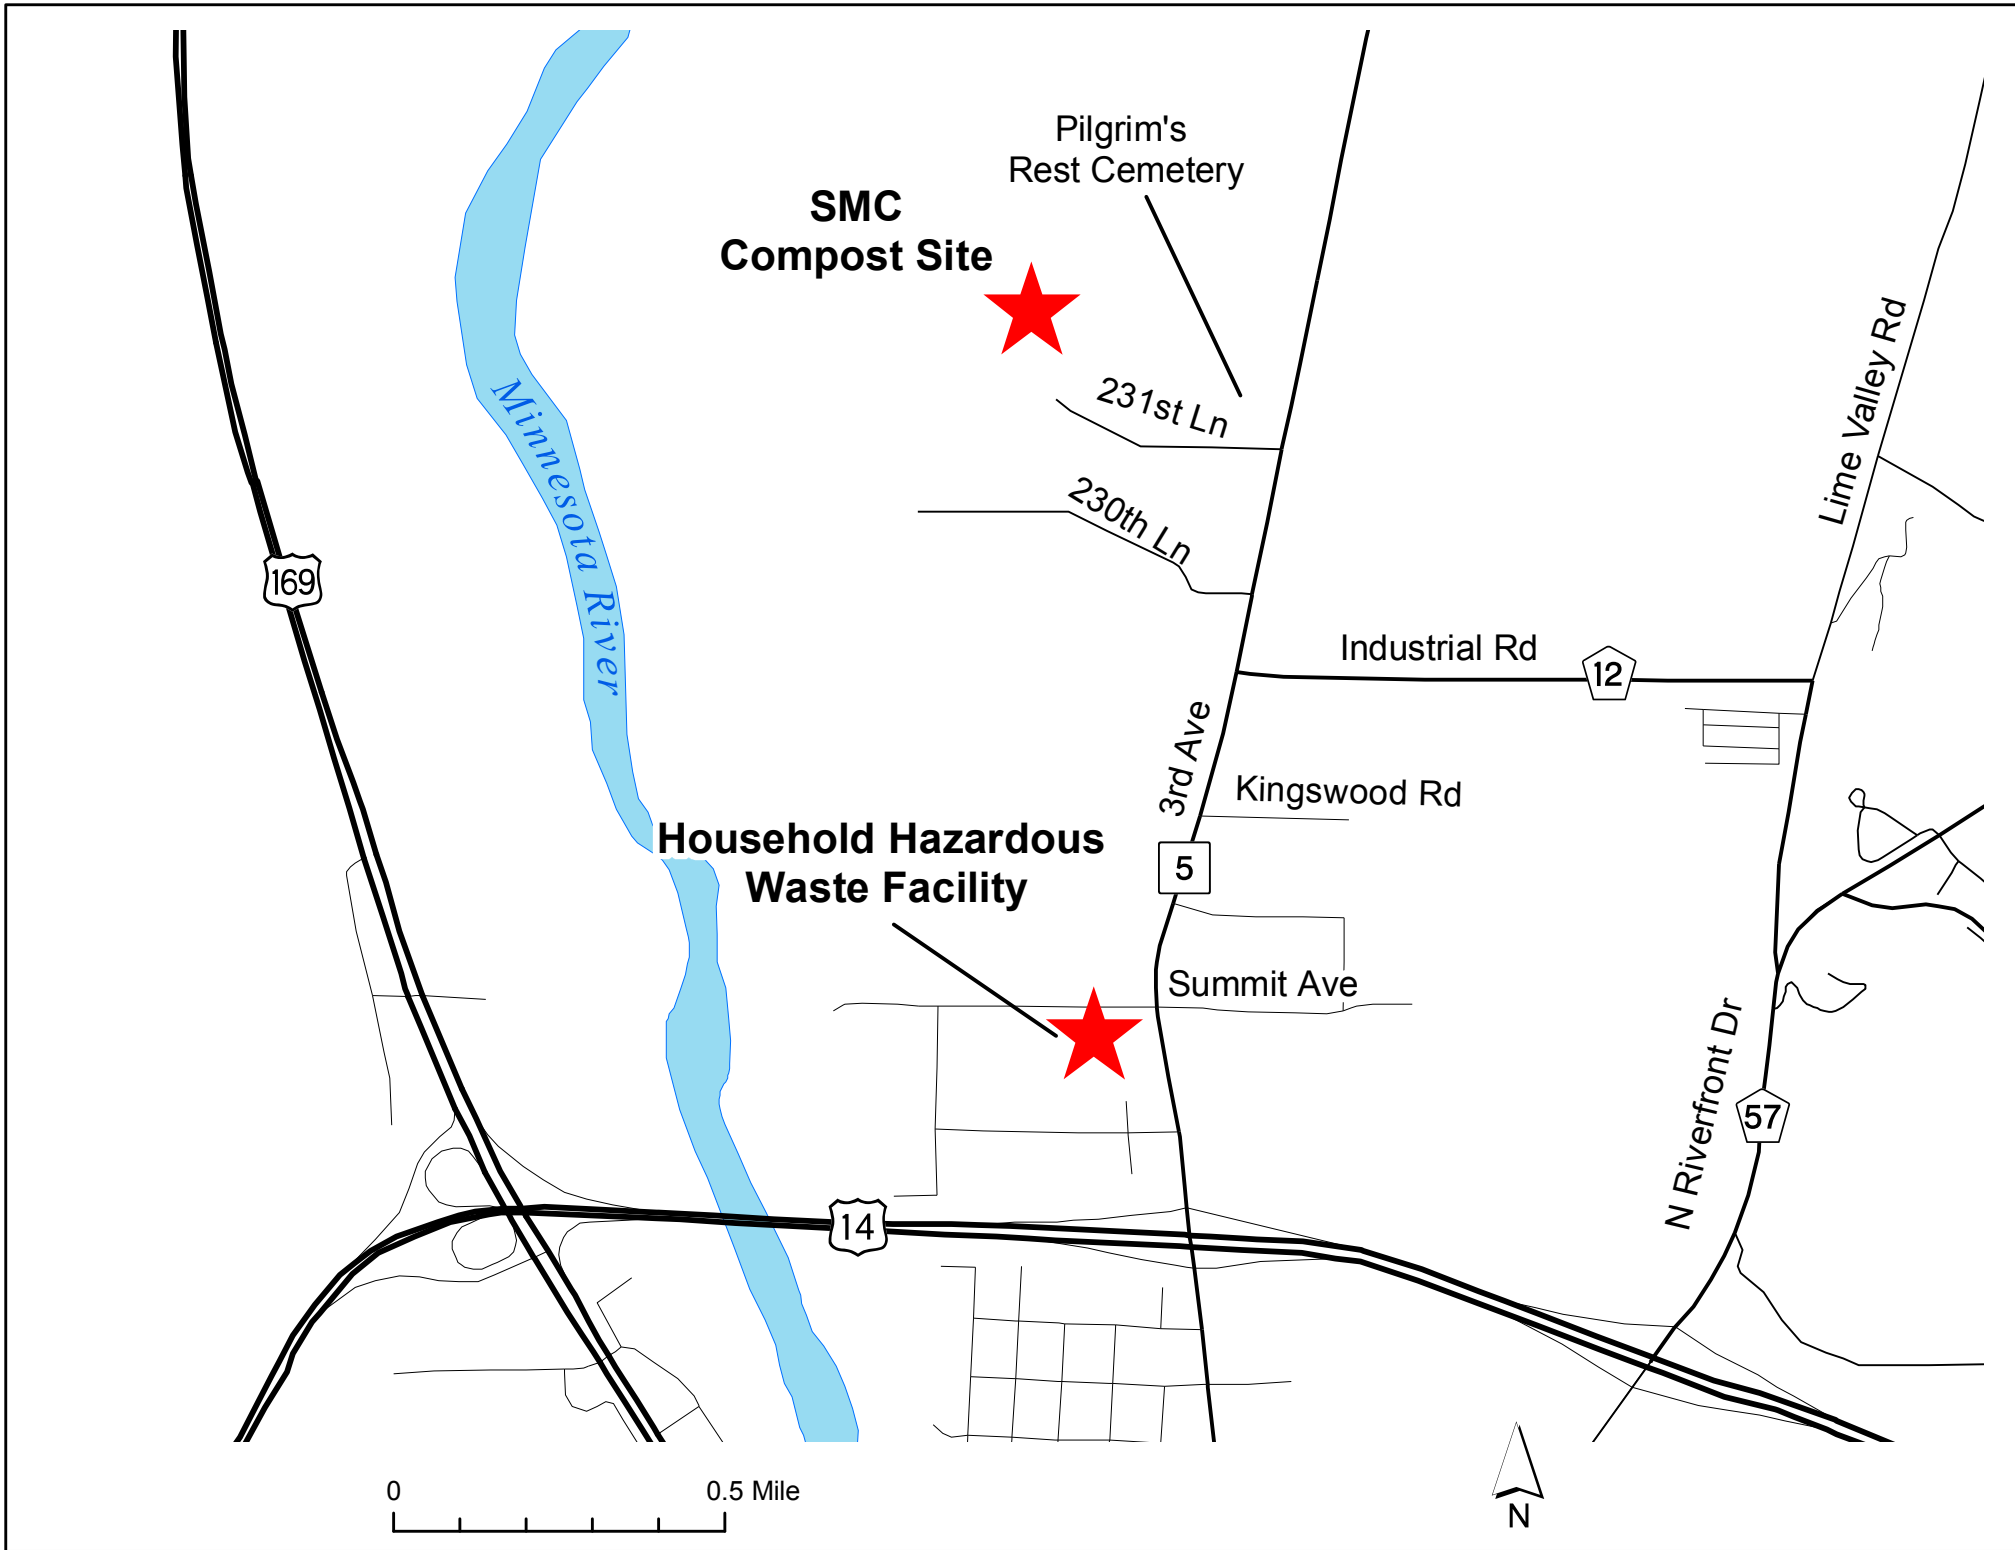 Pilgrim's
Rest Cemetery
SMC
Compost Site
231st Ln
230th Ln
Lime Valley Rd
Minnesota River
169
Industrial Rd
12
3rd Ave
Kingswood Rd
Household Hazardous
Waste Facility
5
Summit Ave
N Riverfront Dr
57
14
0
0.5 Mile
N